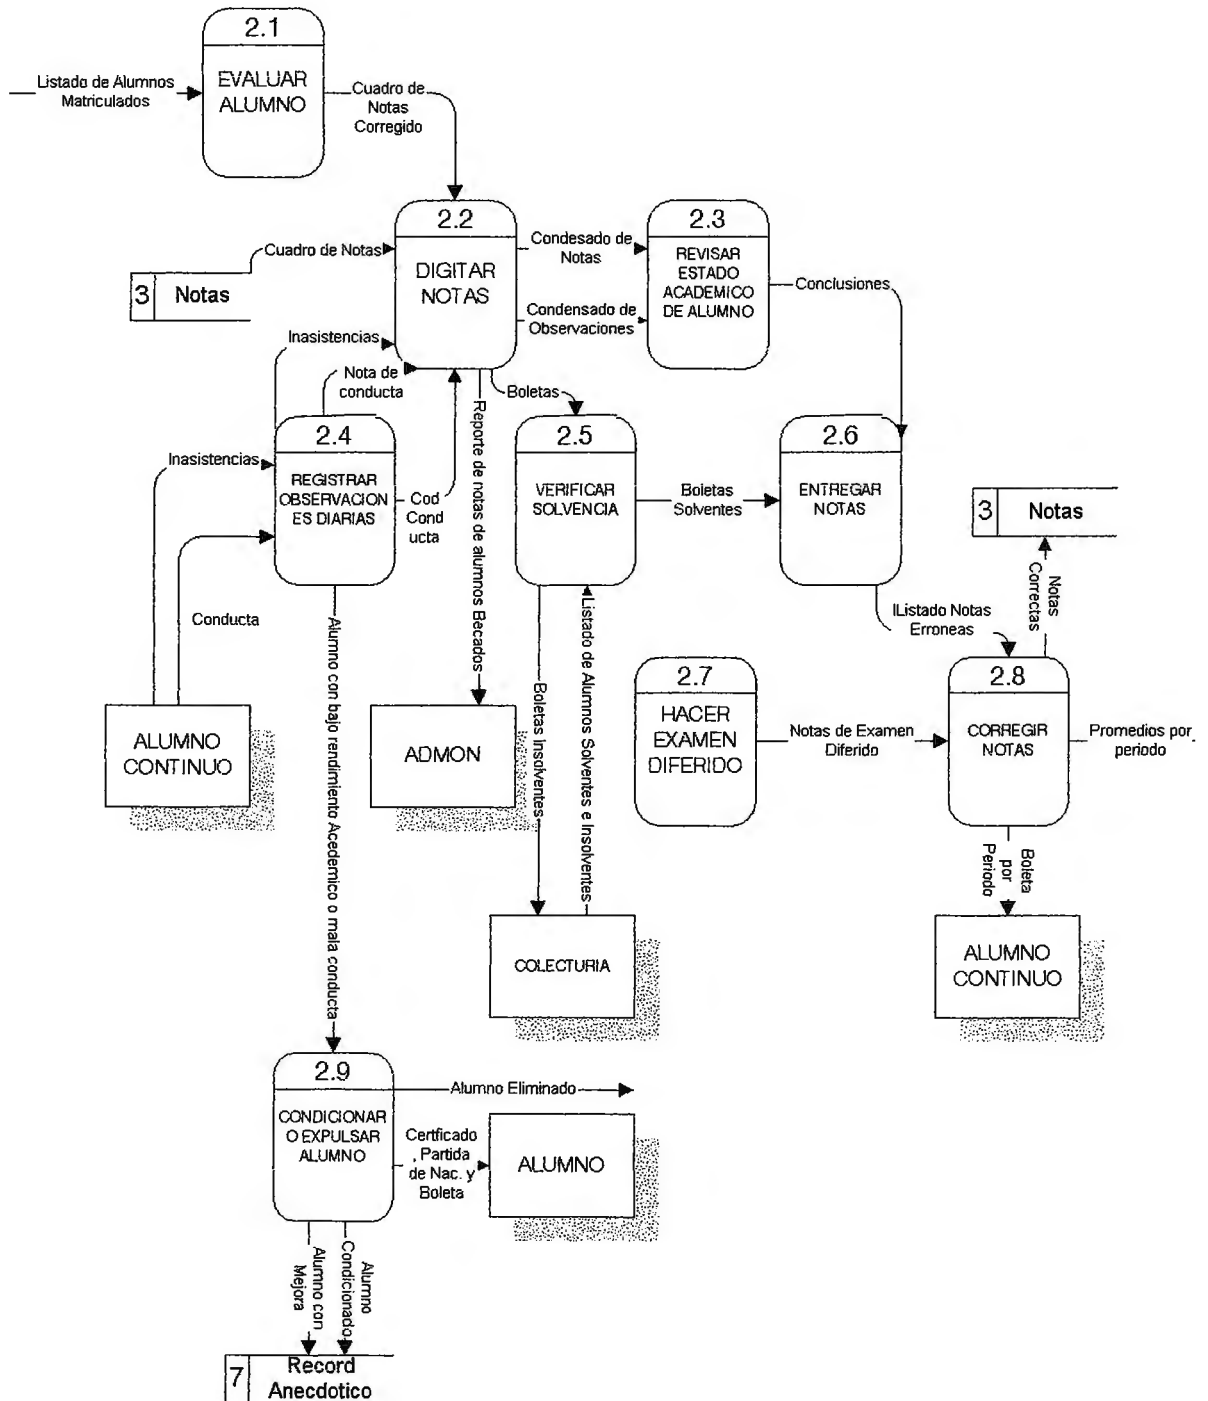 2.1
EVALUAR
ALUMNO
Listado de Alumnos
Matriculados
Cuadro de
Notas
Corregido
2.2
DIGITAR
NOTAS
Cuadro de Notas
3
Notas
Condesado de
Notas
Condensado de
Observaciones
2.3
REVISAR
ESTADO
ACADEMICO
DE ALUMNO
Conclusiones
Inasistencias
Nota de
conducta
Boletas
Reporte de notas de alumnos Becados
2.4
REGISTRAR
OBSERVACION
ES DIARIAS
Inasistencias
Conducta
Cod
Cond
ucta
2.5
VERIFICAR
SOLVENCIA
Boletas
Solventes
2.6
ENTREGAR
NOTAS
3
Notas
Notas
Correctas
lListado Notas
Erroneas
Alumno con bajo rendimiento Acedemico o mala conducta
Boletas Insolventes
Listado de Alumnos Solventes e Insolventes
2.7
HACER
EXAMEN
DIFERIDO
Notas de Examen
Diferido
2.8
CORREGIR
NOTAS
Promedios por
periodo
ALUMNO
CONTINUO
ADMON
Boleta
por
Periodo
COLECTURIA
ALUMNO
CONTINUO
2.9
CONDICIONAR
O EXPULSAR
ALUMNO
Alumno Eliminado
Certficado
, Partida
de Nac. y
Boleta
ALUMNO
Alumno con
Mejora
Alumno
Condicionado
7
Record
Anecdotico